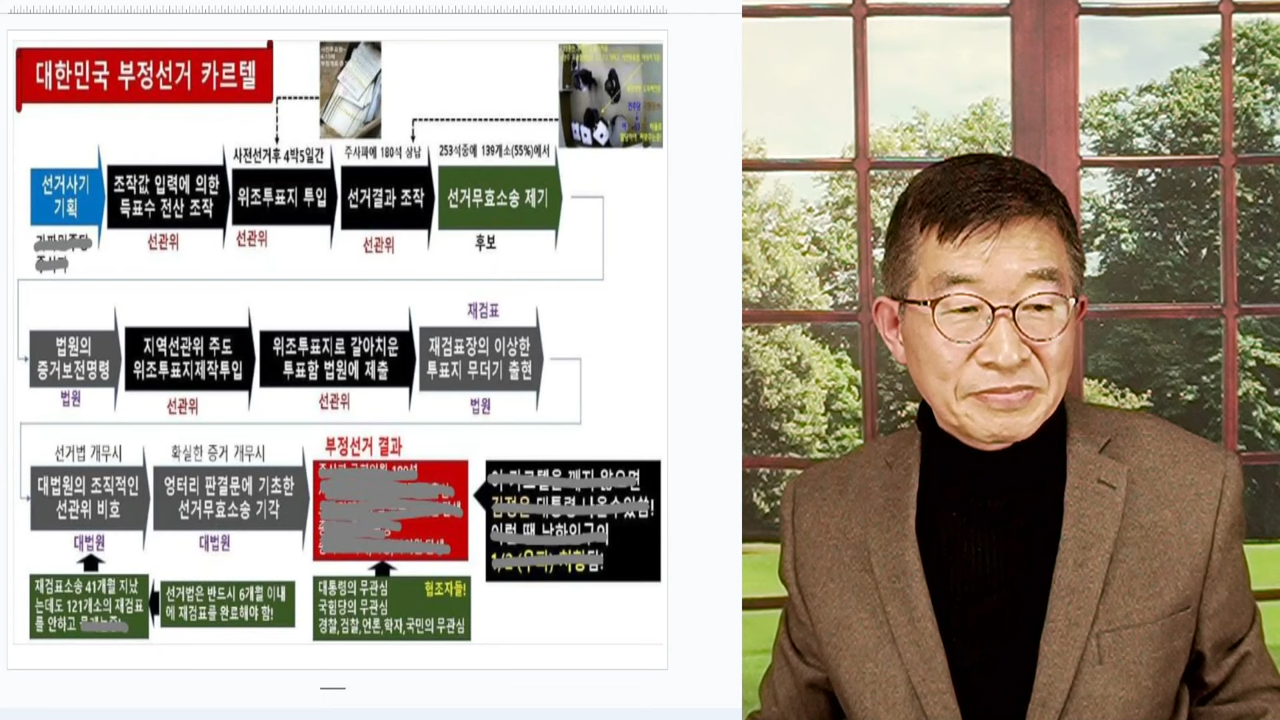 대한민국 부정선거 카르텔
사전선거후 4박5일간
주사파에 180석 상납
253석중에 139개소(55%)에서
선거사기
기획
조작값 입력에 의한
득표수 전산 조작
위조투표지 투입
선거결과 조작
선거무효소송 제기
선관위
선관위
선관위
후보
재검표
법원의
증거보전명령
지역선관위 주도
위조투표지제작투입
위조투표지로 갈아치운
투표함 법원에 제출
재검표장의 이상한
투표지 무더기 출현
법원
선관위
선관위
법원
선거법 개무시
확실한 증거 개무시
부정선거 결과
대법원의 조직적인
선관위 비호
엉터리 판결문에 기초한
선거무효소송 기각
대법원
대법원
재검표소송 41개월 지났
는데도 121개소의 재검표
를 안하고
선거법은 반드시 6개월 이내
에 재검표를 완료해야 함!
대통령의 무관심
협조자들!
국힘당의 무관심
경찰,검찰,언론,학자,국민의 무관심